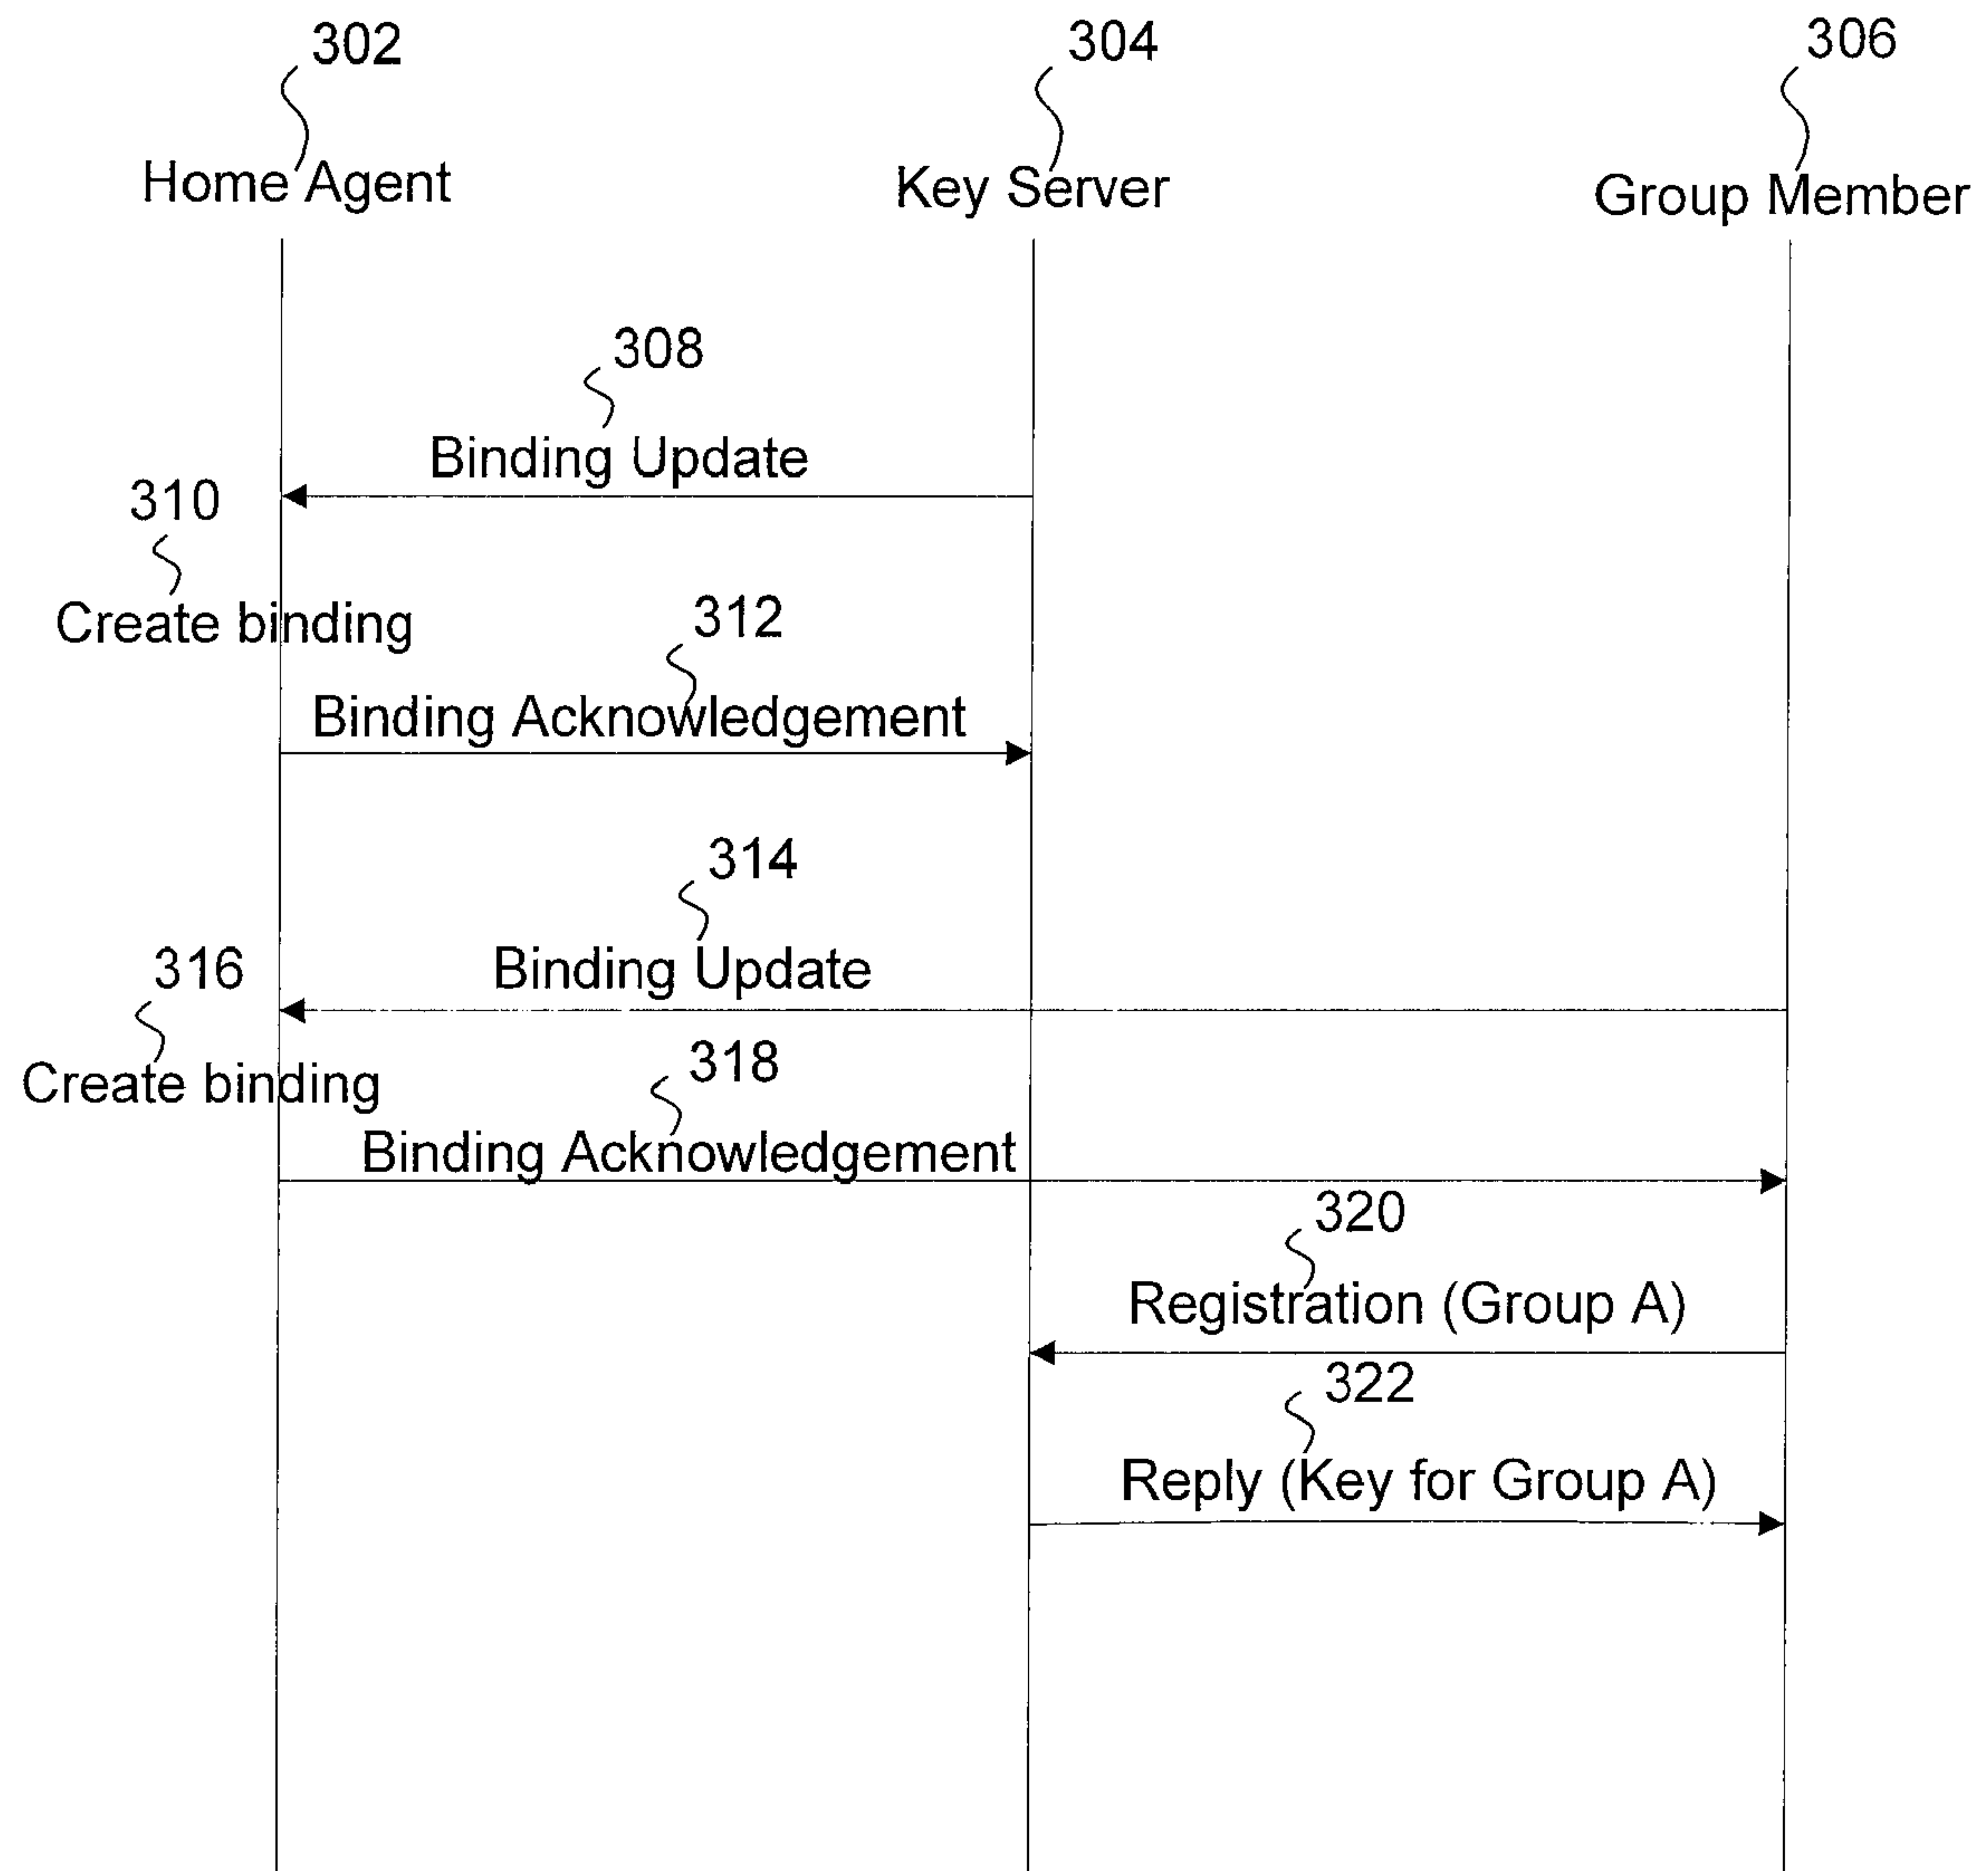 302
304
306
Home Agent
Key Server
Group Member
308
Binding Update
310
Create binding
312
Binding Acknowledgement
314
Binding Update
316
Create binding
318
Binding Acknowledgement
320
Registration (Group A)
322
Reply (Key for Group A)